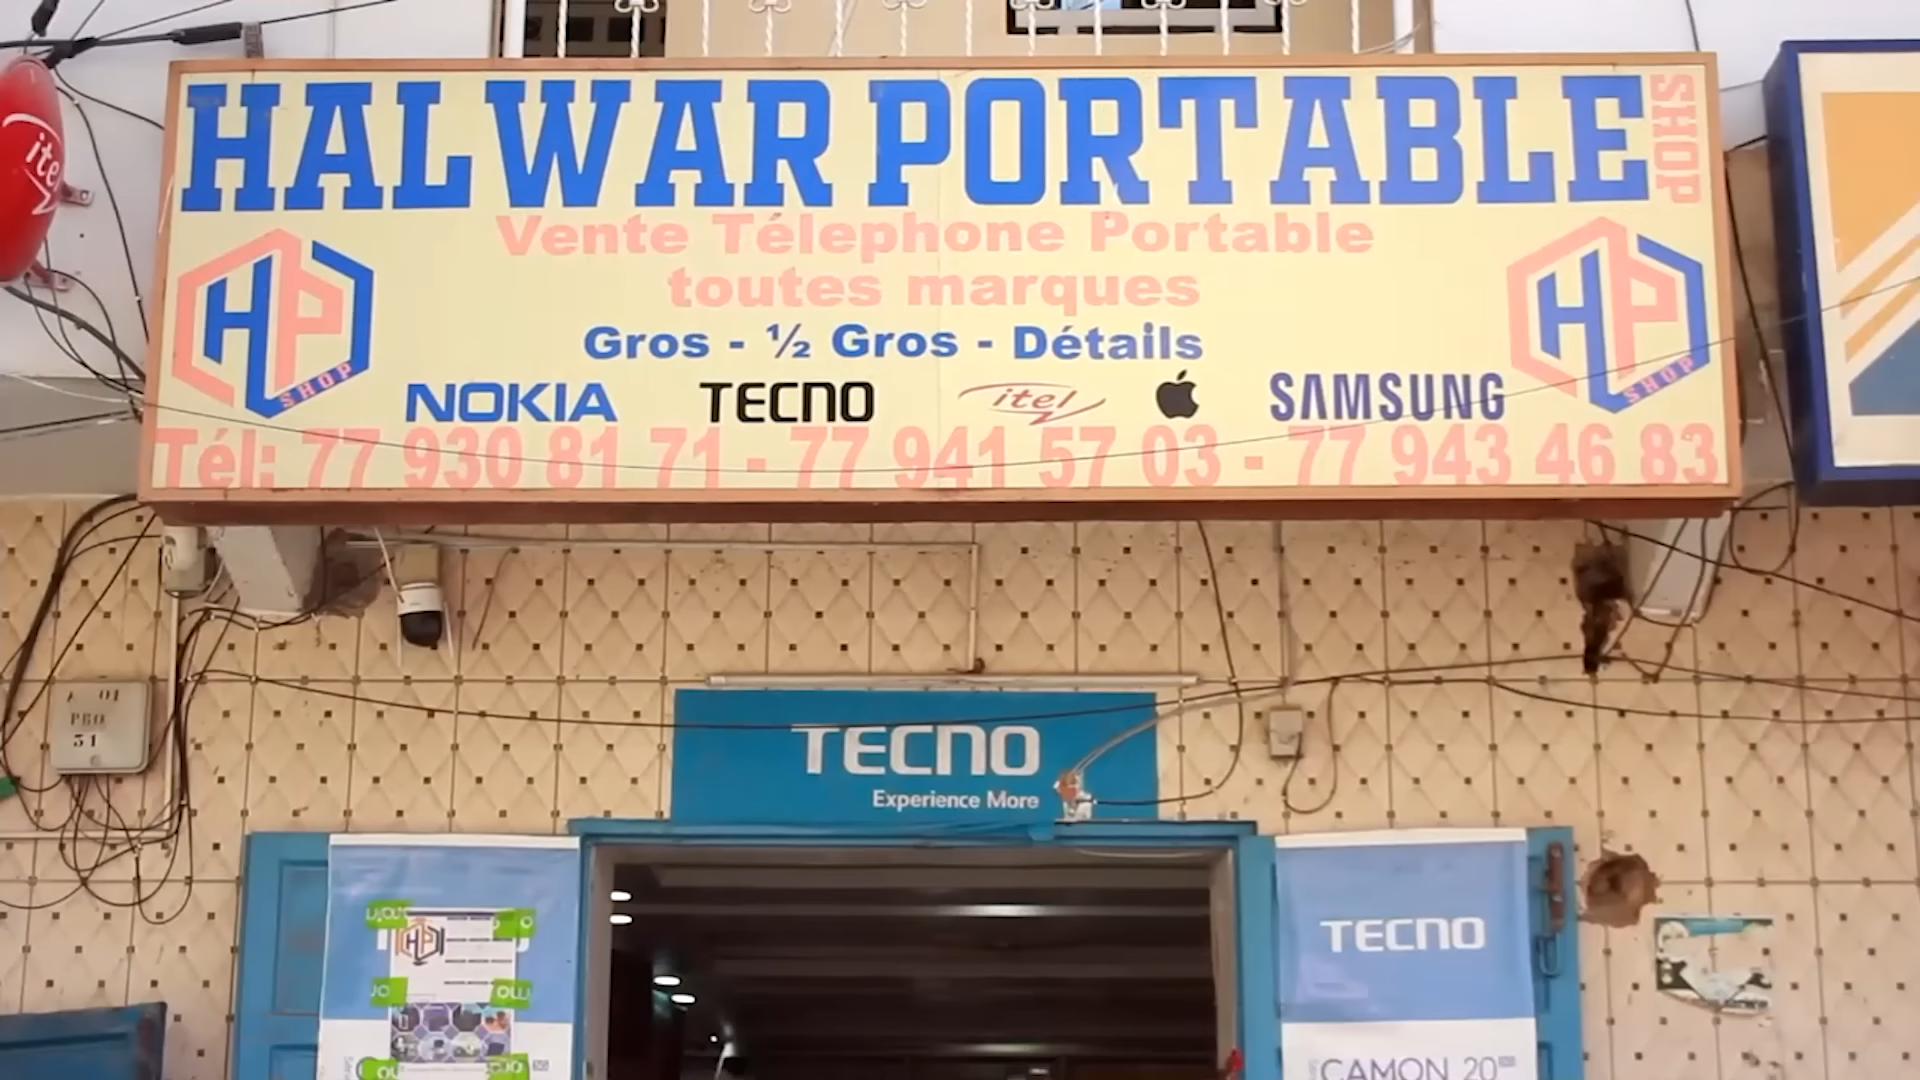 HALWAR PORTABLE SHOP
Vente Télephone Portable
toutes marques
Gros - ½ Gros - Détails
NOKIA TECNO itel SAMSUNG
Tél: 77 930 81 71 - 77 941 57 03 - 77 943 46 83
HP SHOP
HP SHOP
itel
TECNO
Experience More
TECNO
CAMON 20
HP